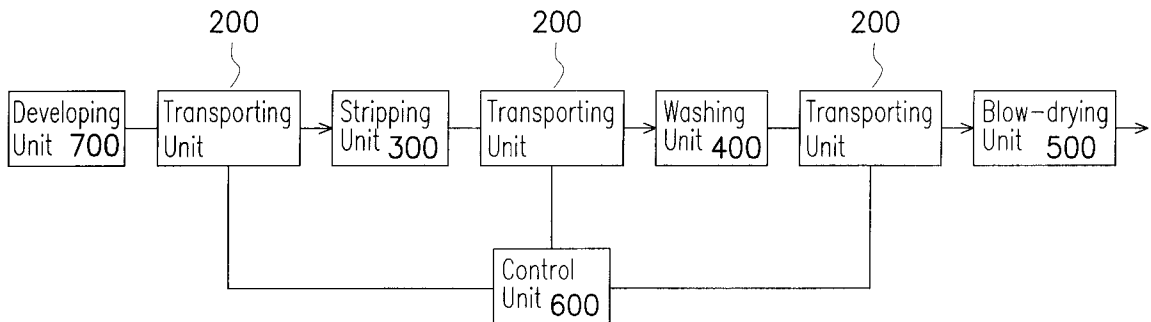 200
200
200
Developing
Unit 700
Transporting
Unit
Stripping
Unit 300
Transporting
Unit
Washing
Unit 400
Transporting
Unit
Blow-drying
Unit 500
Control
Unit 600